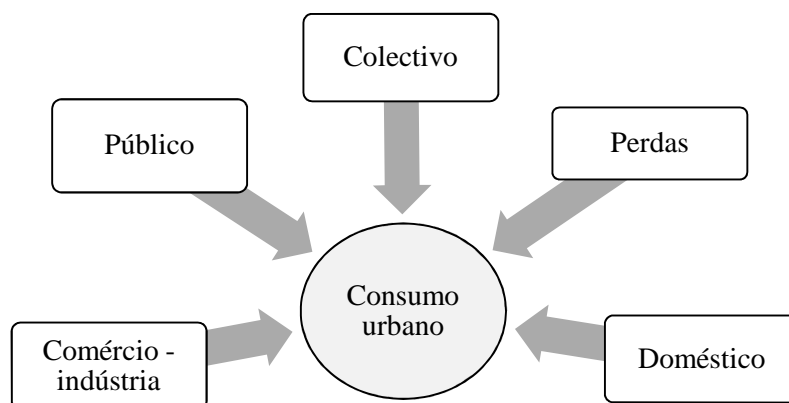 Colectivo
Público
Perdas
Consumo
urbano
Comércio -
indústria
Doméstico